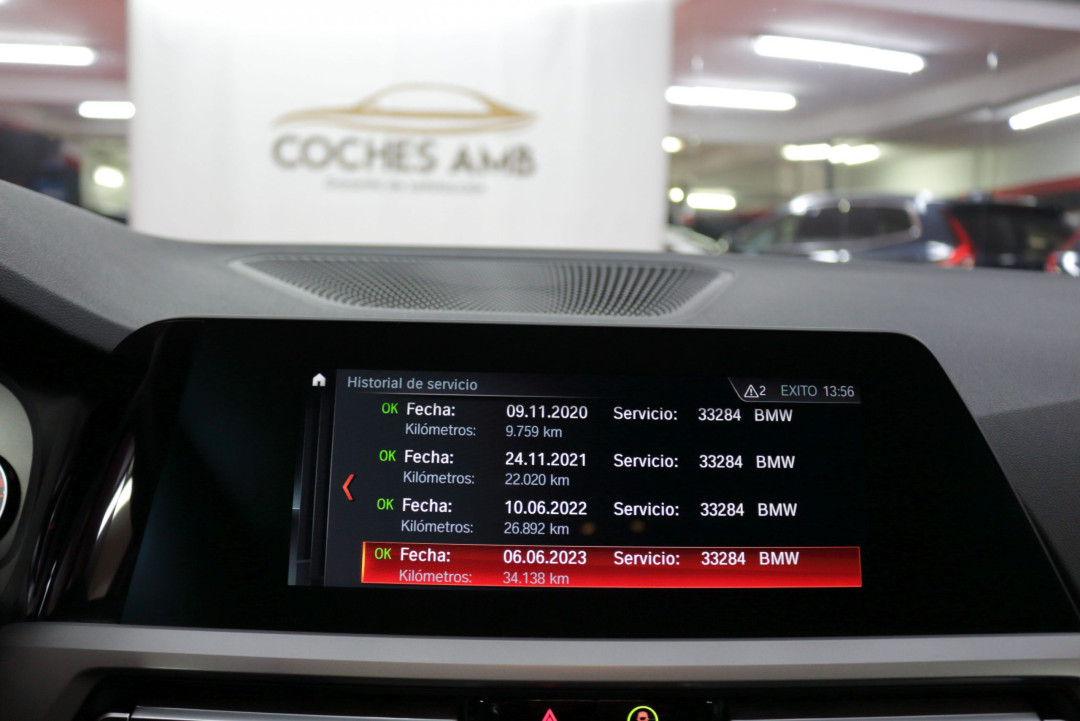 COCHES AMB
Historial de servicio
2 EXITO 13:56
OK Fecha: 09.11.2020 Servicio: 33284 BMW
Kilómetros: 9.759 km
OK Fecha: 24.11.2021 Servicio: 33284 BMW
Kilómetros: 22.020 km
OK Fecha: 10.06.2022 Servicio: 33284 BMW
Kilómetros: 26.892 km
OK Fecha: 06.06.2023 Servicio: 33284 BMW
Kilómetros: 34.138 km